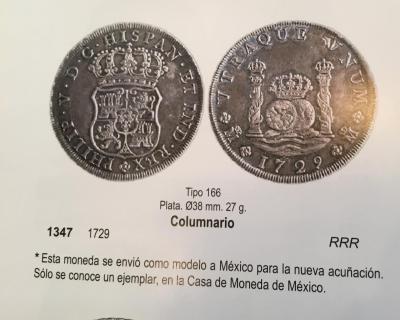 PHILIP·V·D·G·HISPAN·ET IND·REX
VTRAQUE VNUM
1729
Tipo 166
Plata. Ø38 mm. 27 g.
Columnario
1347 1729
RRR
* Esta moneda se envió como modelo a México para la nueva acuñación.
Sólo se conoce un ejemplar, en la Casa de Moneda de México.